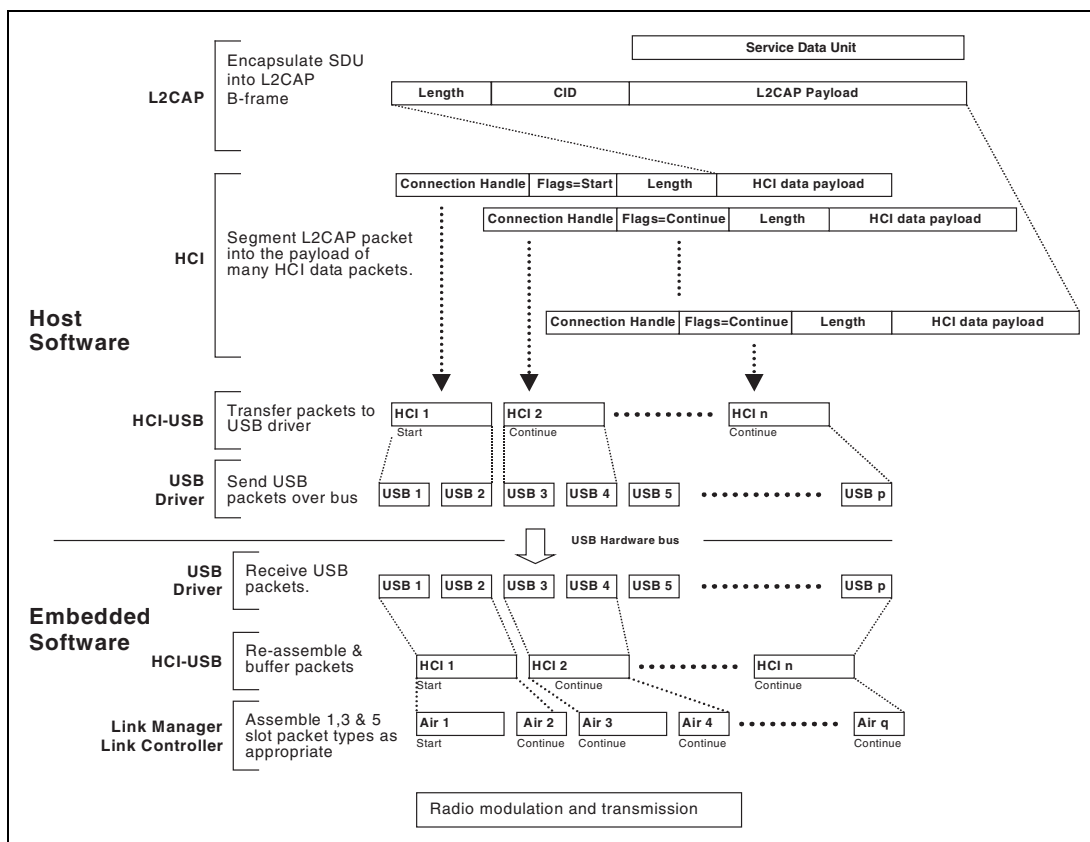 Service Data Unit
Encapsulate SDU
into L2CAP
B-frame
L2CAP
Length CID L2CAP Payload
Connection Handle Flags=Start Length HCI data payload
Connection Handle Flags=Continue Length HCI data payload
Segment L2CAP packet
into the payload of
many HCI data packets.
HCI
Host
Software
Connection Handle Flags=Continue Length HCI data payload
HCI-USB
Transfer packets to
USB driver
HCI 1 HCI 2 HCI n
Start Continue Continue
USB
Driver
Send USB
packets over bus
USB 1 USB 2 USB 3 USB 4 USB 5 USB p
USB Hardware bus
USB
Driver
Receive USB
packets.
USB 1 USB 2 USB 3 USB 4 USB 5 USB p
Embedded
Software
HCI-USB
Re-assemble &
buffer packets
HCI 1 HCI 2 HCI n
Start Continue Continue
Link Manager
Link Controller
Assemble 1,3 & 5
slot packet types as
appropriate
Air 1 Air 2 Air 3 Air 4 Air q
Start Continue Continue Continue Continue
Radio modulation and transmission